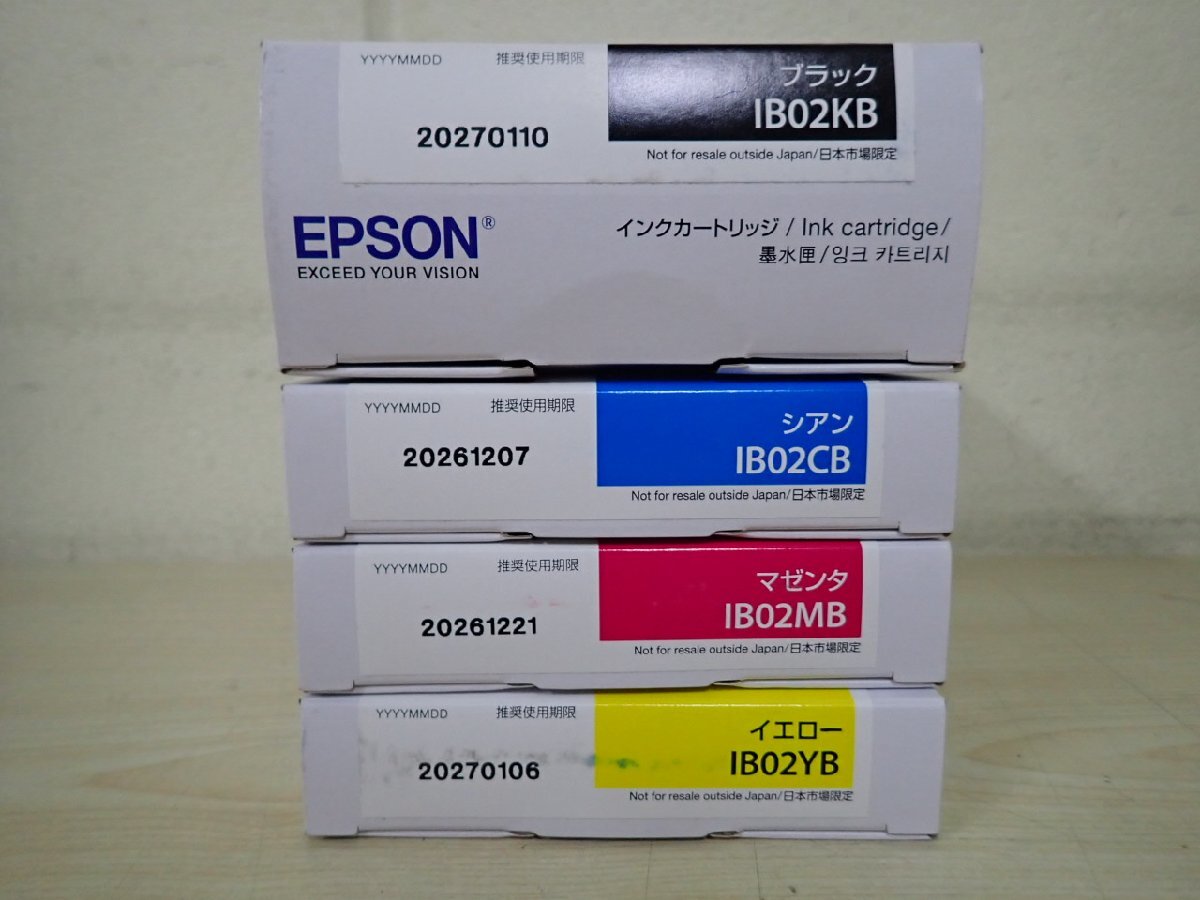 YYYYMMDD 推奨使用期限
ブラック
IB02KB
20270110
Not for resale outside Japan/日本市場限定
EPSON®
EXCEED YOUR VISION
インクカートリッジ / Ink cartridge/
墨水匣/잉크 카트리지
YYYYMMDD 推奨使用期限
シアン
IB02CB
20261207
Not for resale outside Japan/日本市場限定
YYYYMMDD 推奨使用期限
マゼンタ
IB02MB
20261221
Not for resale outside Japan/日本市場限定
YYYYMMDD 推奨使用期限
イエロー
IB02YB
20270106
Not for resale outside Japan/日本市場限定